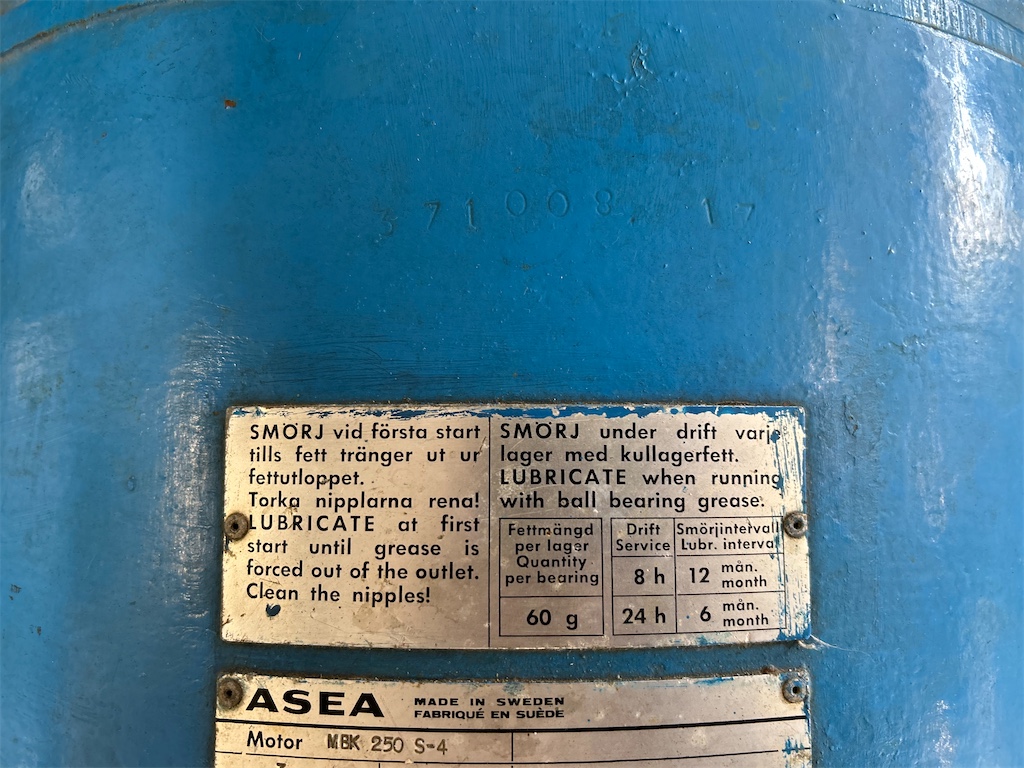 371008 17
SMÖRJ vid första start
tills fett tränger ut ur
fettutloppet.
Torka nipplarna rena!
LUBRICATE at first
start until grease is
forced out of the outlet.
Clean the nipples!
SMÖRJ under drift varje
lager med kullagerfett.
LUBRICATE when running
with ball bearing grease.
Fettmängd
per lager
Quantity
per bearing
60 g
Drift
Service
Smörjintervall
Lubr. interval
8 h
12 mån.
month
24 h
6 mån.
month
ASEA
MADE IN SWEDEN
FABRIQUÉ EN SUÈDE
Motor MBK 250 S-4